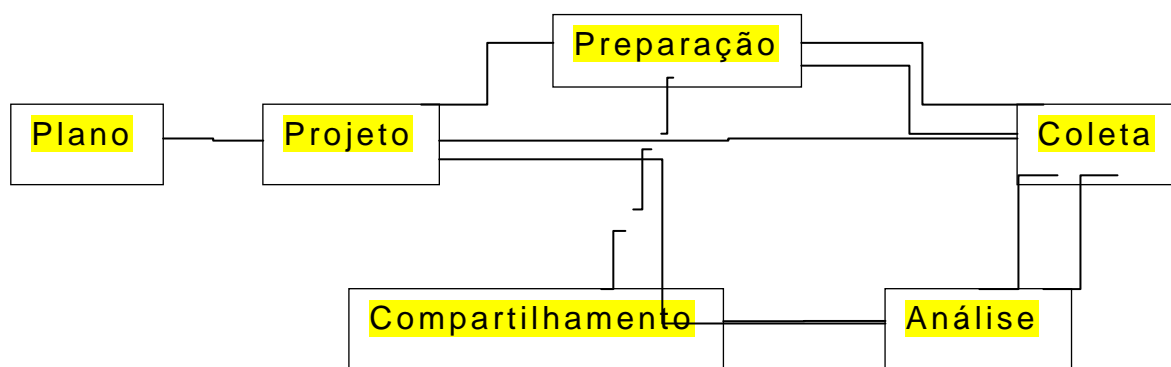 Preparação
Plano
Projeto
Coleta
Compartilhamento
Análise